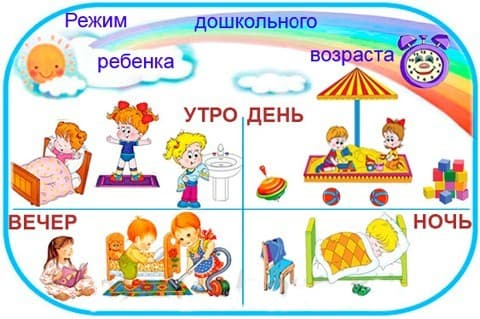 Режим дошкольного
ребенка возраста
УТРО ДЕНЬ
ВЕЧЕР НОЧЬ